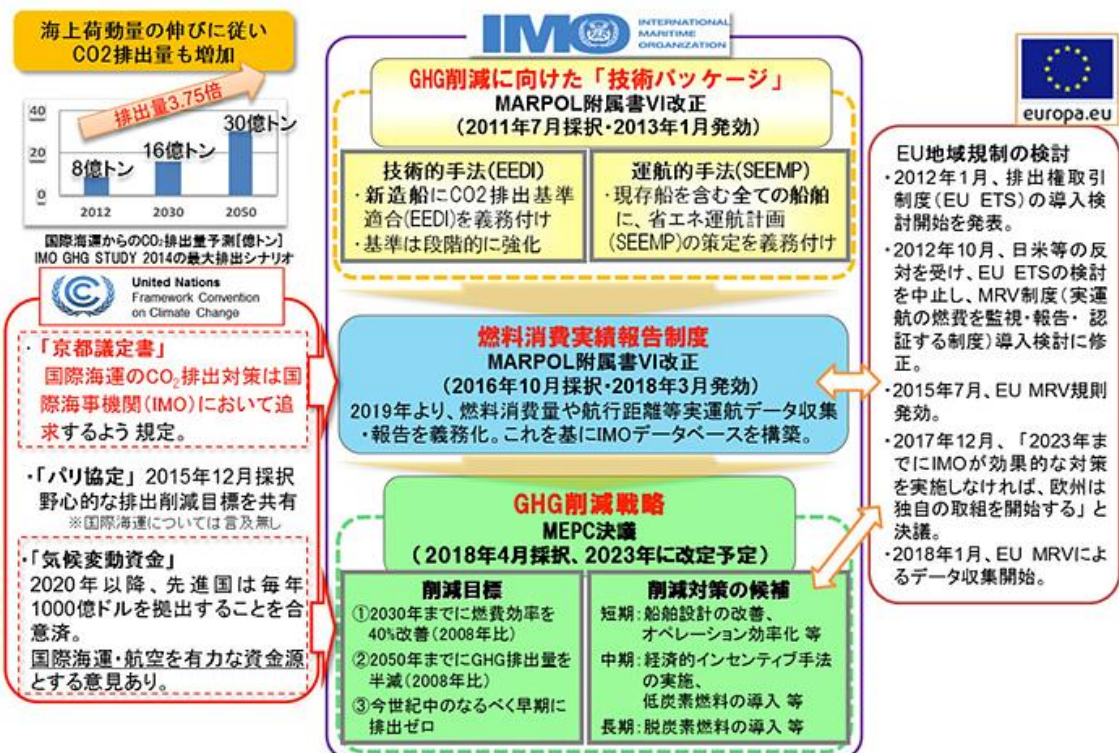 海上荷動量の伸びに従い
CO2排出量も増加
排出量3.75倍
40
20
0
8億トン
16億トン
30億トン
2012
2030
2050
国際海運からのCO₂排出量予測[億トン]
IMO GHG STUDY 2014の最大排出シナリオ
United Nations
Framework Convention
on Climate Change
・「京都議定書」
国際海運のCO₂排出対策は国
際海事機関(IMO)において追
求するよう 規定。
・「パリ協定」 2015年12月採択
野心的な排出削減目標を共有
※国際海運については言及無し
・「気候変動資金」
2020年以降、先進国は毎年
1000億ドルを拠出することを合
意済。
国際海運・航空を有力な資金源
とする意見あり。
IMO
INTERNATIONAL
MARITIME
ORGANIZATION
GHG削減に向けた「技術パッケージ」
MARPOL附属書VI改正
(2011年7月採択・2013年1月発効)
技術的手法(EEDI)
・新造船にCO2排出基準
適合(EEDI)を義務付け
・基準は段階的に強化
運航的手法(SEEMP)
・現存船を含む全ての船舶
に、省エネ運航計画
(SEEMP)の策定を義務付け
燃料消費実績報告制度
MARPOL附属書VI改正
(2016年10月採択・2018年3月発効)
2019年より、燃料消費量や航行距離等実運航データ収集
・報告を義務化。これを基にIMOデータベースを構築。
GHG削減戦略
MEPC決議
(2018年4月採択、2023年に改定予定)
削減目標
①2030年までに燃費効率を
40%改善(2008年比)
②2050年までにGHG排出量を
半減(2008年比)
③今世紀中のなるべく早期に
排出ゼロ
削減対策の候補
短期:船舶設計の改善、
オペレーション効率化 等
中期:経済的インセンティブ手法
の実施、
低炭素燃料の導入 等
長期:脱炭素燃料の導入 等
europa.eu
EU地域規制の検討
・2012年1月、排出権取引
制度(EU ETS)の導入検
討開始を発表。
・2012年10月、日米等の反
対を受け、EU ETSの検討
を中止し、MRV制度(実運
航の燃費を監視・報告・認
証する制度)導入検討に修
正。
・2015年7月、EU MRV規則
発効。
・2017年12月、「2023年ま
でにIMOが効果的な対策
を実施しなければ、欧州は
独自の取組を開始する」と
決議。
・2018年1月、EU MRVによ
るデータ収集開始。